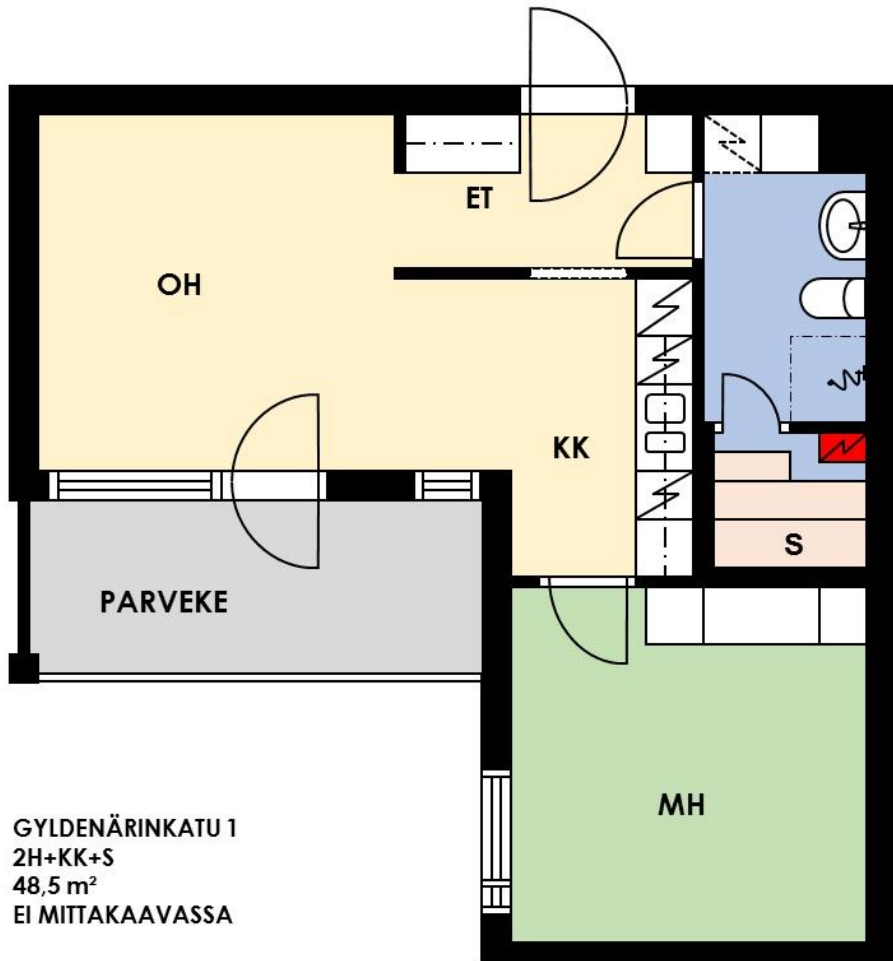 ET
OH
KK
S
PARVEKE
MH
GYLDENÄRINKATU 1
2H+KK+S
48,5 m²
EI MITTAKAAVASSA